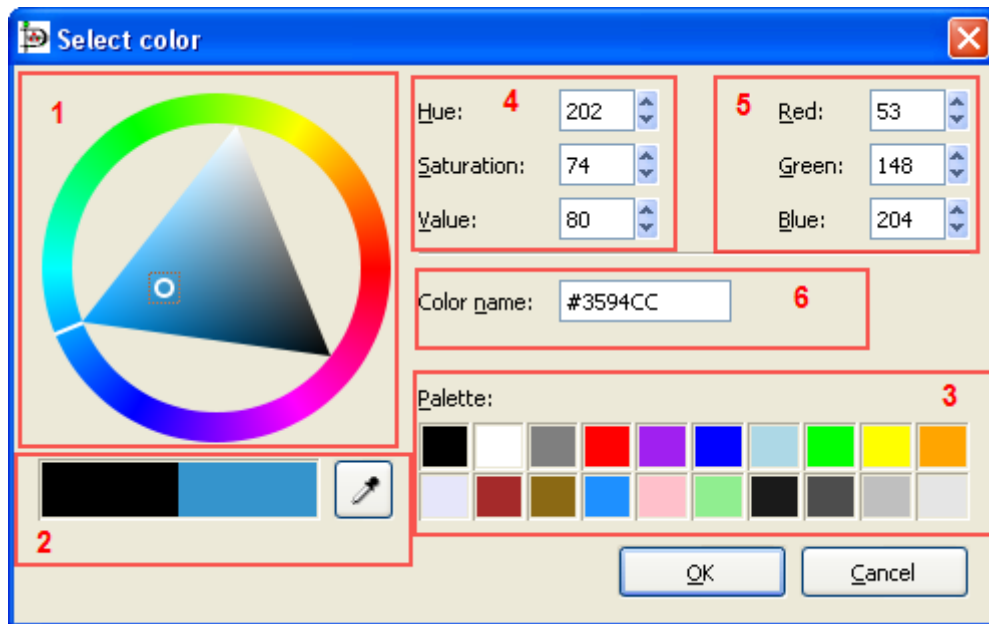 Select color
1
Hue: 202
4
Saturation: 74
Value: 80
5
Red: 53
Green: 148
Blue: 204
Color name: #3594CC
6
Palette:
3
2
OK
Cancel